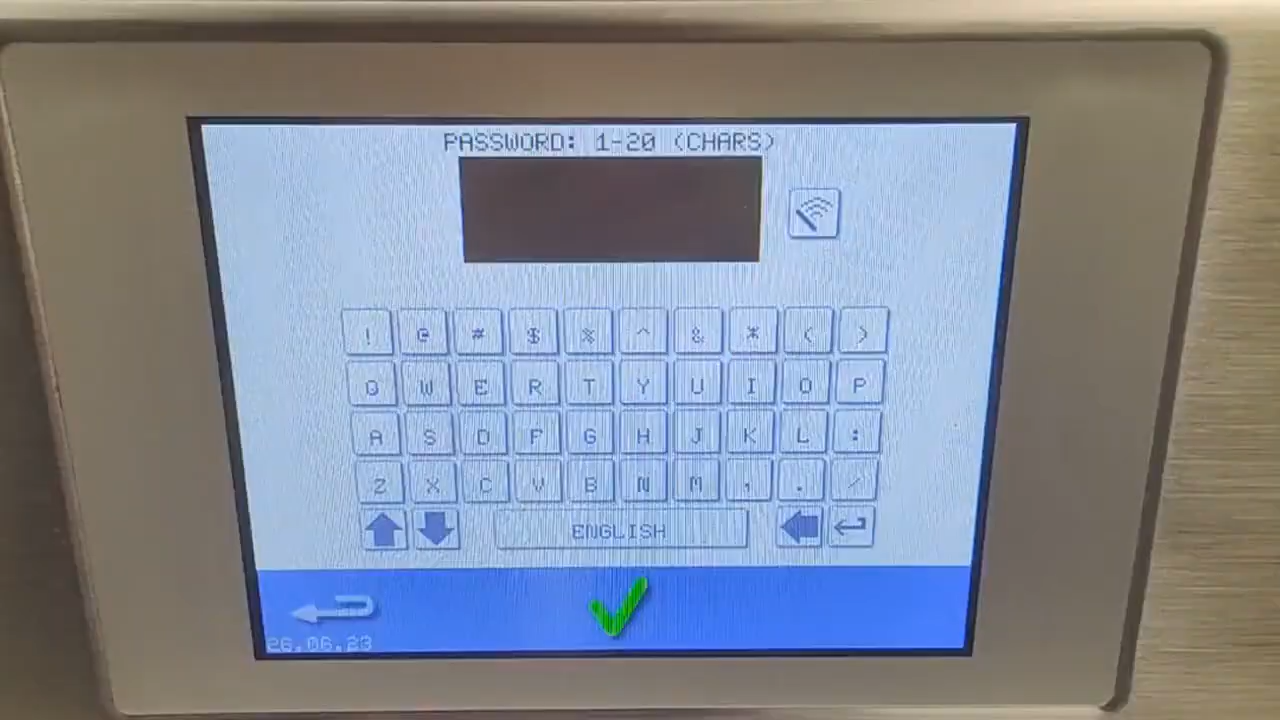 PASSWORD: 1-20 (CHARS)
! @ # $ % ^ & * ( )
Q W E R T Y U I O P
A S D F G H J K L :
Z X C V B N M , . /
ENGLISH
26.06.23